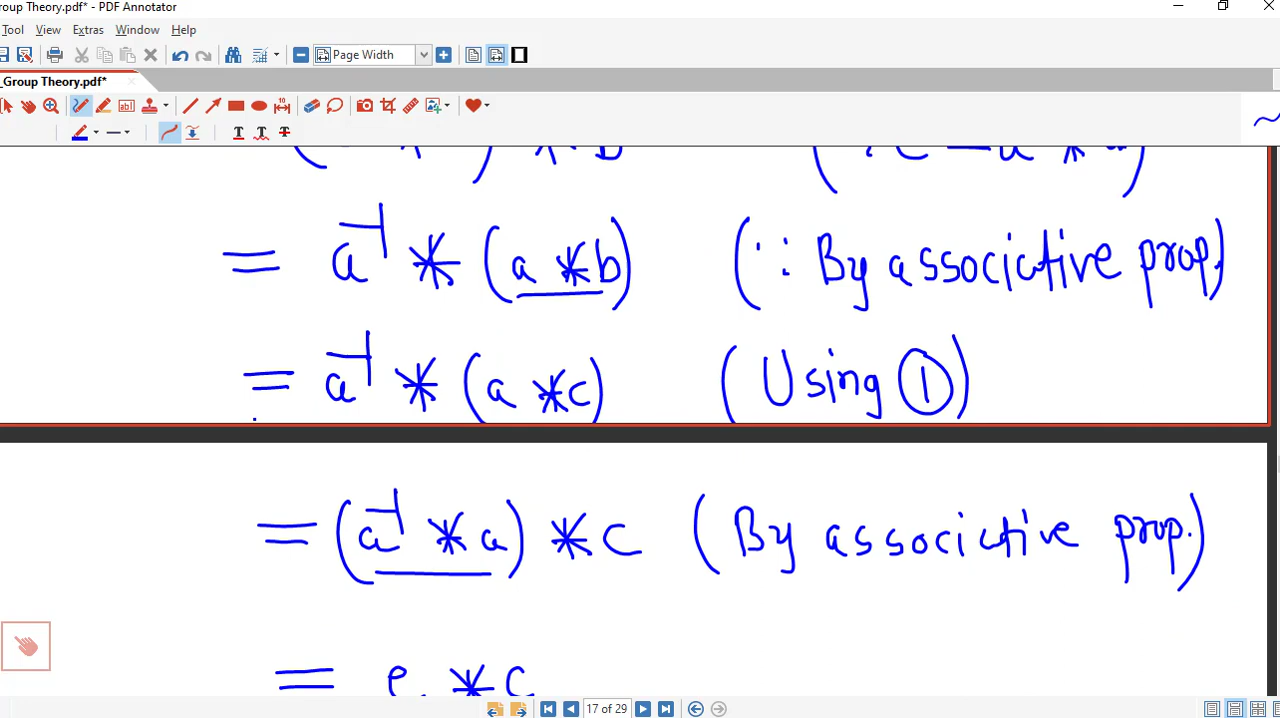 roup Theory.pdf* - PDF Annotator
Tool View Extras Window Help
Page Width
_Group Theory.pdf*
= a⁻¹ * (a * b) (∵ By associative prop.)
= a⁻¹ * (a * c) (Using ①)
= (a⁻¹ * a) * c (By associctive prop.)
= e * c
17 of 29